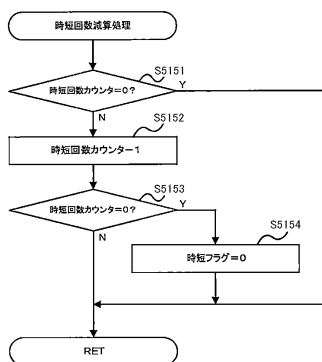 時短回数減算処理
S5151
時短回数カウンタ=0?
Y
N
S5152
時短回数カウンター1
S5153
時短回数カウンタ=0?
Y
N
S5154
時短フラグ=0
RET